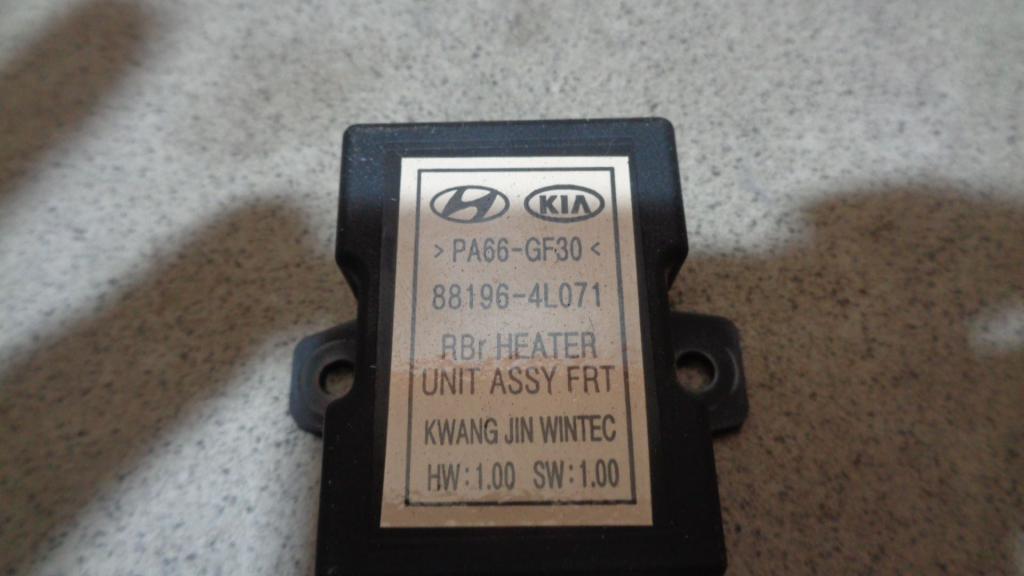 KIA
>PA66-GF30<
88196-4L071
RBr HEATER
UNIT ASSY FRT
KWANG JIN WINTEC
HW:1.00 SW:1.00